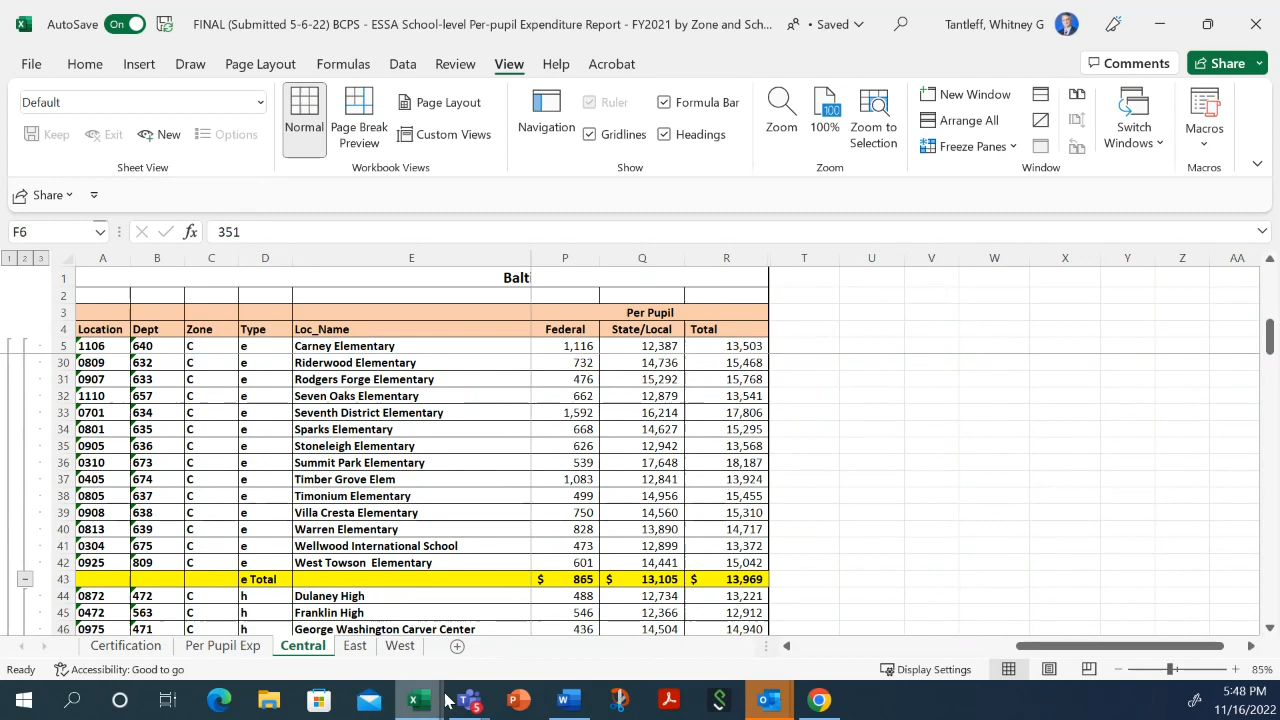 AutoSave On FINAL (Submitted 5-6-22) BCPS - ESSA School-level Per-pupil Expenditure Report - FY2021 by Zone and Sch... • Saved Tantleff, Whitney G
File Home Insert Draw Page Layout Formulas Data Review View Help Acrobat Comments Share
Default
Keep Exit New Options
Sheet View
Normal
Page Break Preview
Page Layout
Custom Views
Workbook Views
Navigation
Ruler
Gridlines
Formula Bar
Headings
Show
Zoom
100
100%
Zoom to Selection
Zoom
New Window
Arrange All
Freeze Panes
Switch Windows
Window
Macros
Macros
Share
F6 fx 351
1 2 3 A B C D E P Q R T U V W X Y Z AA
1 Balt
2
3 Per Pupil
4 Location Dept Zone Type Loc_Name Federal State/Local Total
5 1106 640 C e Carney Elementary 1,116 12,387 13,503
30 0809 632 C e Riderwood Elementary 732 14,736 15,468
31 0907 633 C e Rodgers Forge Elementary 476 15,292 15,768
32 1110 657 C e Seven Oaks Elementary 662 12,879 13,541
33 0701 634 C e Seventh District Elementary 1,592 16,214 17,806
34 0801 635 C e Sparks Elementary 668 14,627 15,295
35 0905 636 C e Stoneleigh Elementary 626 12,942 13,568
36 0310 673 C e Summit Park Elementary 539 17,648 18,187
37 0405 674 C e Timber Grove Elem 1,083 12,841 13,924
38 0805 637 C e Timonium Elementary 499 14,956 15,455
39 0908 638 C e Villa Cresta Elementary 750 14,560 15,310
40 0813 639 C e Warren Elementary 828 13,890 14,717
41 0304 675 C e Wellwood International School 473 12,899 13,372
42 0925 809 C e West Towson Elementary 601 14,441 15,042
43 e Total $ 865 $ 13,105 $ 13,969
44 0872 472 C h Dulaney High 488 12,734 13,221
45 0472 563 C h Franklin High 546 12,366 12,912
46 0975 471 C h George Washington Carver Center 436 14,504 14,940
Certification Per Pupil Exp Central East West
Ready Accessibility: Good to go Display Settings 85%
5:48 PM
11/16/2022